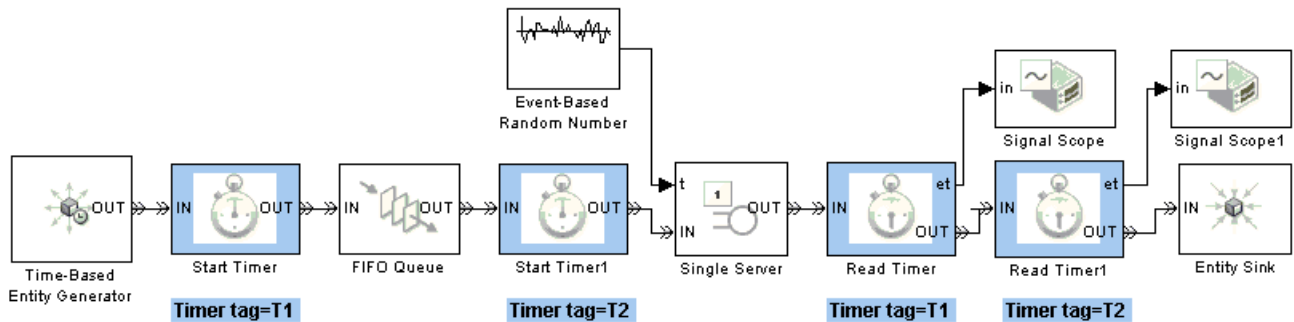 Event-Based
Random Number
in
Signal Scope
in
Signal Scope1
OUT
Time-Based
Entity Generator
IN
OUT
Start Timer
Timer tag=T1
IN
OUT
FIFO Queue
IN
OUT
Start Timer1
Timer tag=T2
t
1
IN
OUT
Single Server
IN
et
OUT
Read Timer
Timer tag=T1
IN
et
OUT
Read Timer1
Timer tag=T2
IN
Entity Sink